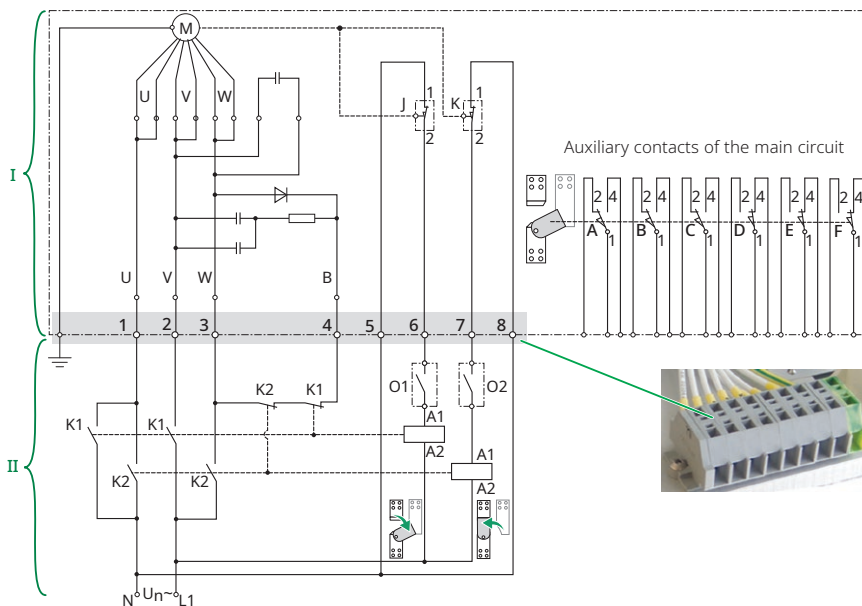 M
U V W
J 1 2
K 1 2
I
Auxiliary contacts of the main circuit
2 4 2 4 2 4 2 4 2 4 2 4
A B C D E F
1 1 1 1 1 1
U V W B
1 2 3 4 5 6 7 8
K2 K1
O1 O2
K1 K1
A1
A2
II
K2 K2
A1
A2
N Un~ L1